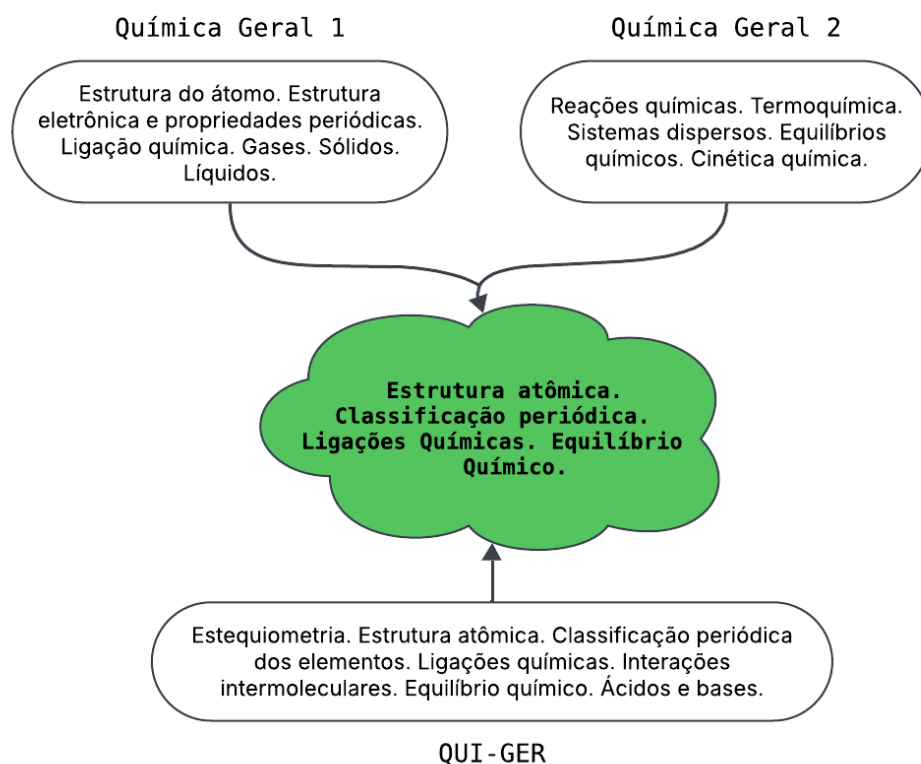 Química Geral 1
Química Geral 2
Estrutura do átomo. Estrutura
eletrônica e propriedades periódicas.
Ligação química. Gases. Sólidos.
Líquidos.
Reações químicas. Termoquímica.
Sistemas dispersos. Equilíbrios
químicos. Cinética química.
Estrutura atômica.
Classificação periódica.
Ligações Químicas. Equilíbrio
Químico.
Estequiometria. Estrutura atômica. Classificação periódica
dos elementos. Ligações químicas. Interações
intermoleculares. Equilíbrio químico. Ácidos e bases.
QUI-GER